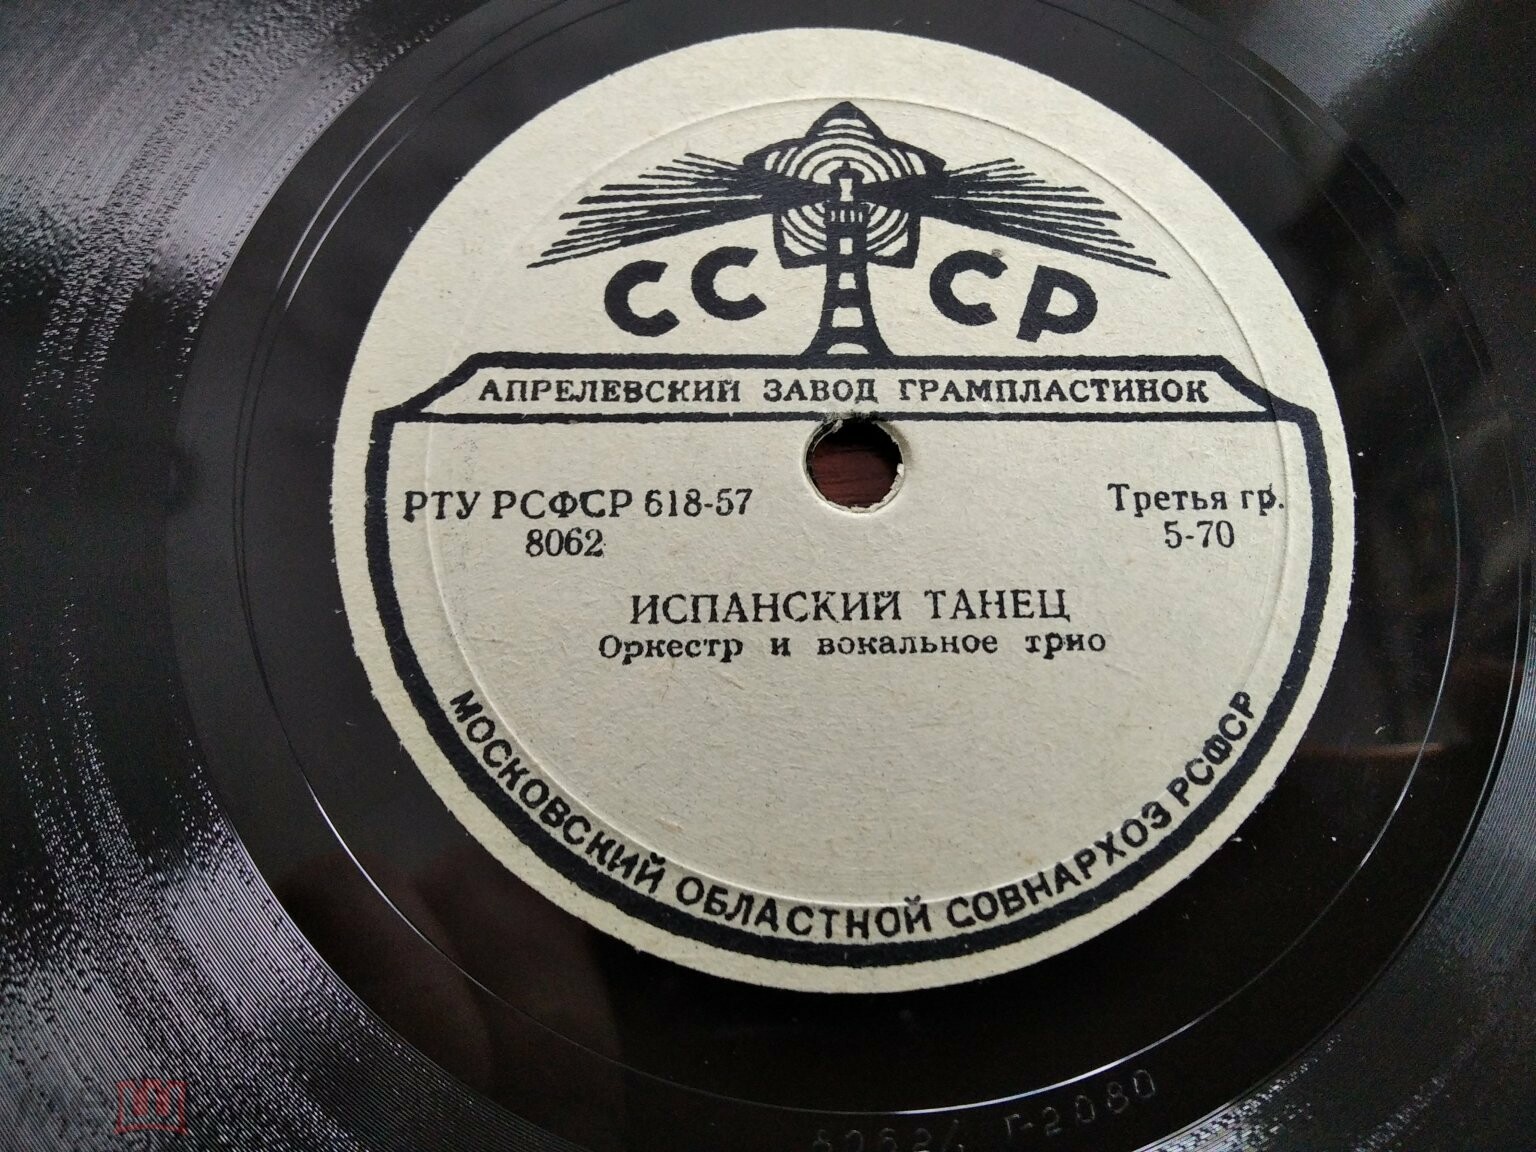 СССР
АПРЕЛЕВСКИЙ ЗАВОД ГРАМПЛАСТИНОК
РТУ РСФСР 618-57
8062
Третья гр.
5-70
ИСПАНСКИЙ ТАНЕЦ
Оркестр и вокальное трио
МОСКОВСКИЙ ОБЛАСТНОЙ СОВНАРХОЗ РСФСР
Г-2080